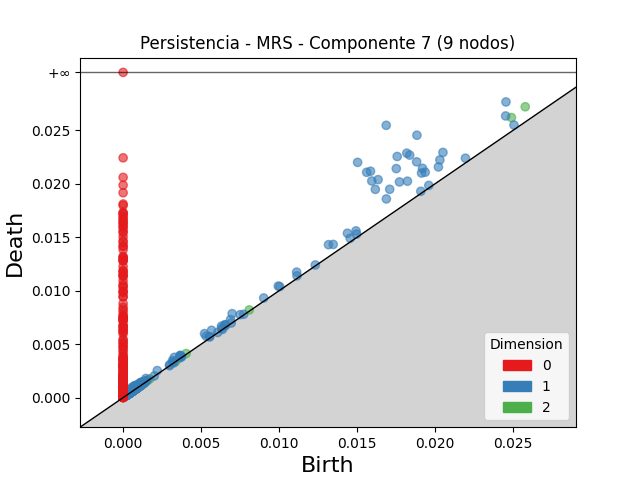 Persistencia - MRS - Componente 7 (9 nodos)
+∞
0.025
0.020
0.015
0.010
0.005
0.000
Death
Dimension
0
1
2
0.000 0.005 0.010 0.015 0.020 0.025
Birth